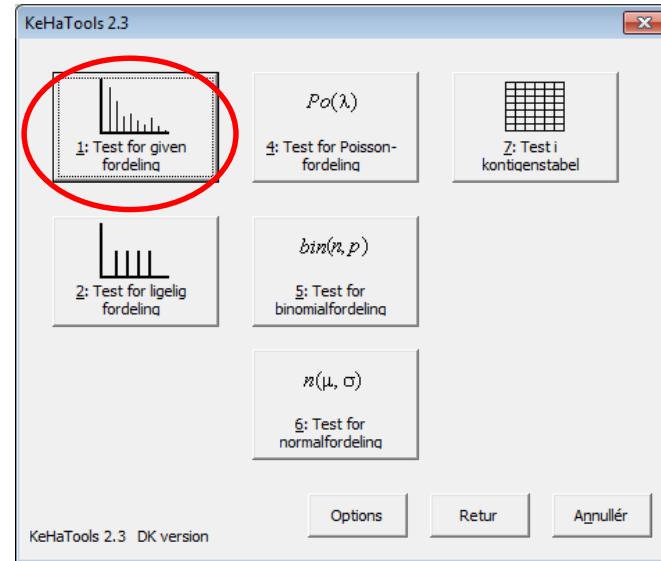 KeHaTools 2.3
1: Test for given
fordeling
Po(λ)
4: Test for Poisson-
fordeling
7: Test i
kontigenstabel
2: Test for ligelig
fordeling
bin(n,p)
5: Test for
binomialfordeling
n(μ, σ)
6: Test for
normalfordeling
Options
Retur
Annullér
KeHaTools 2.3 DK version